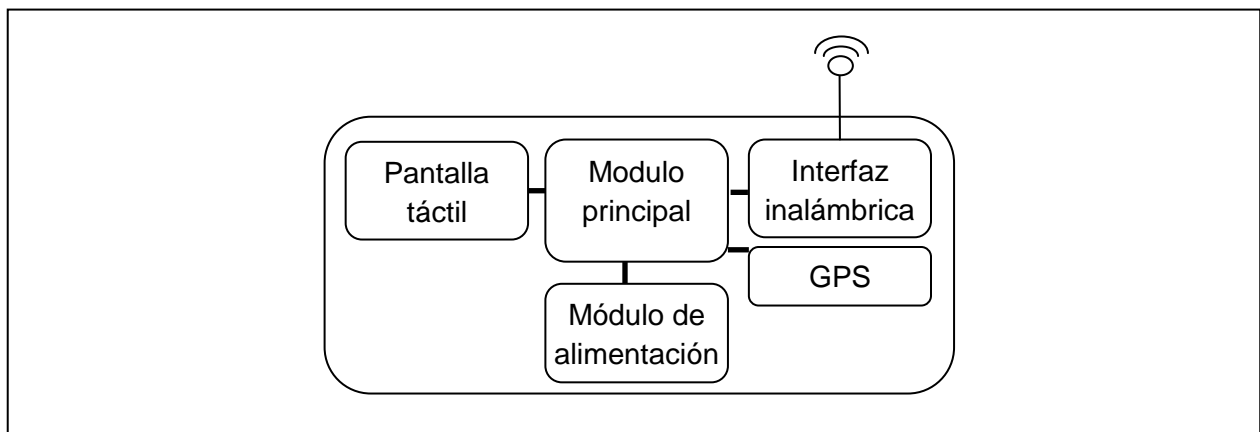 Pantalla
táctil
Modulo
principal
Interfaz
inalámbrica
GPS
Módulo de
alimentación